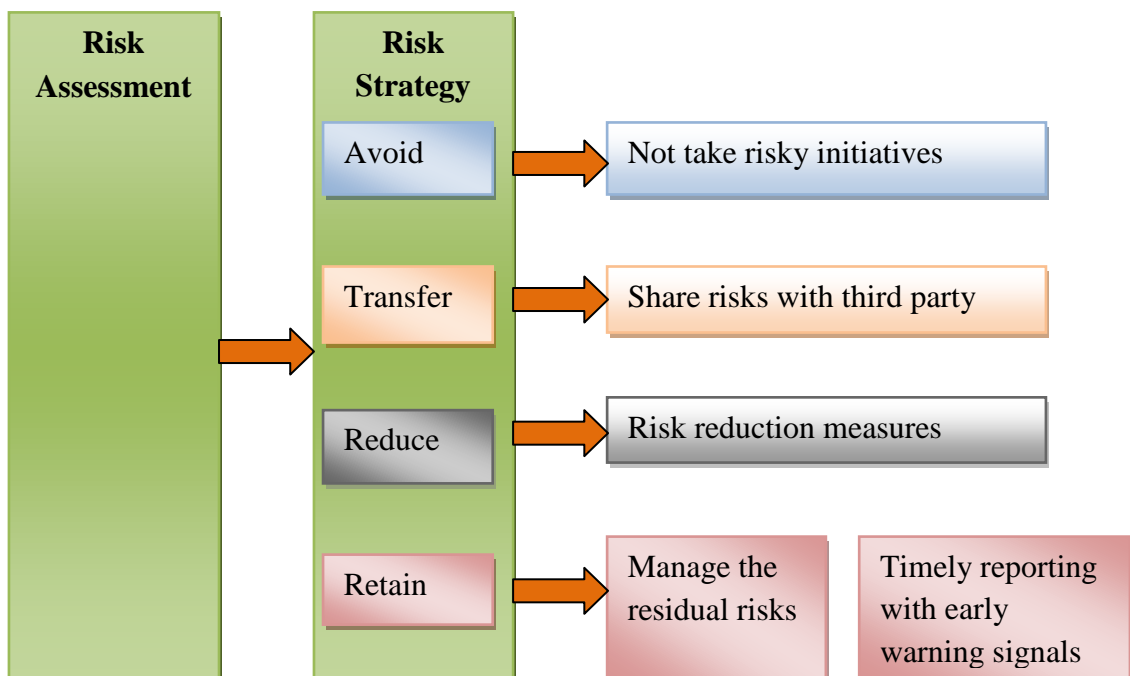 Risk
Assessment
Risk
Strategy
Avoid
Not take risky initiatives
Transfer
Share risks with third party
Reduce
Risk reduction measures
Retain
Manage the
residual risks
Timely reporting
with early
warning signals